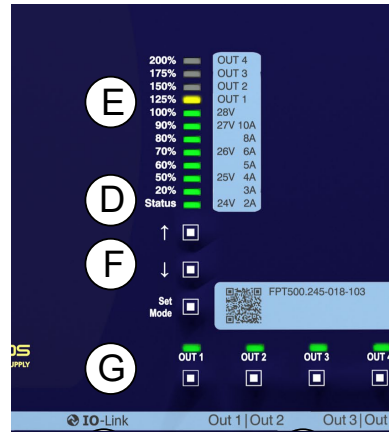 200% OUT 4
175% OUT 3
150% OUT 2
E 125% OUT 1
100% 28V
90% 27V 10A
80% 8A
70% 26V 6A
60% 5A
50% 25V 4A
D 20% 3A
Status 24V 2A
↑
F
↓
Set
Mode
FPT500.245-018-103
G OUT 1 OUT 2 OUT 3 OUT 4
IO-Link Out 1|Out 2 Out 3|Out